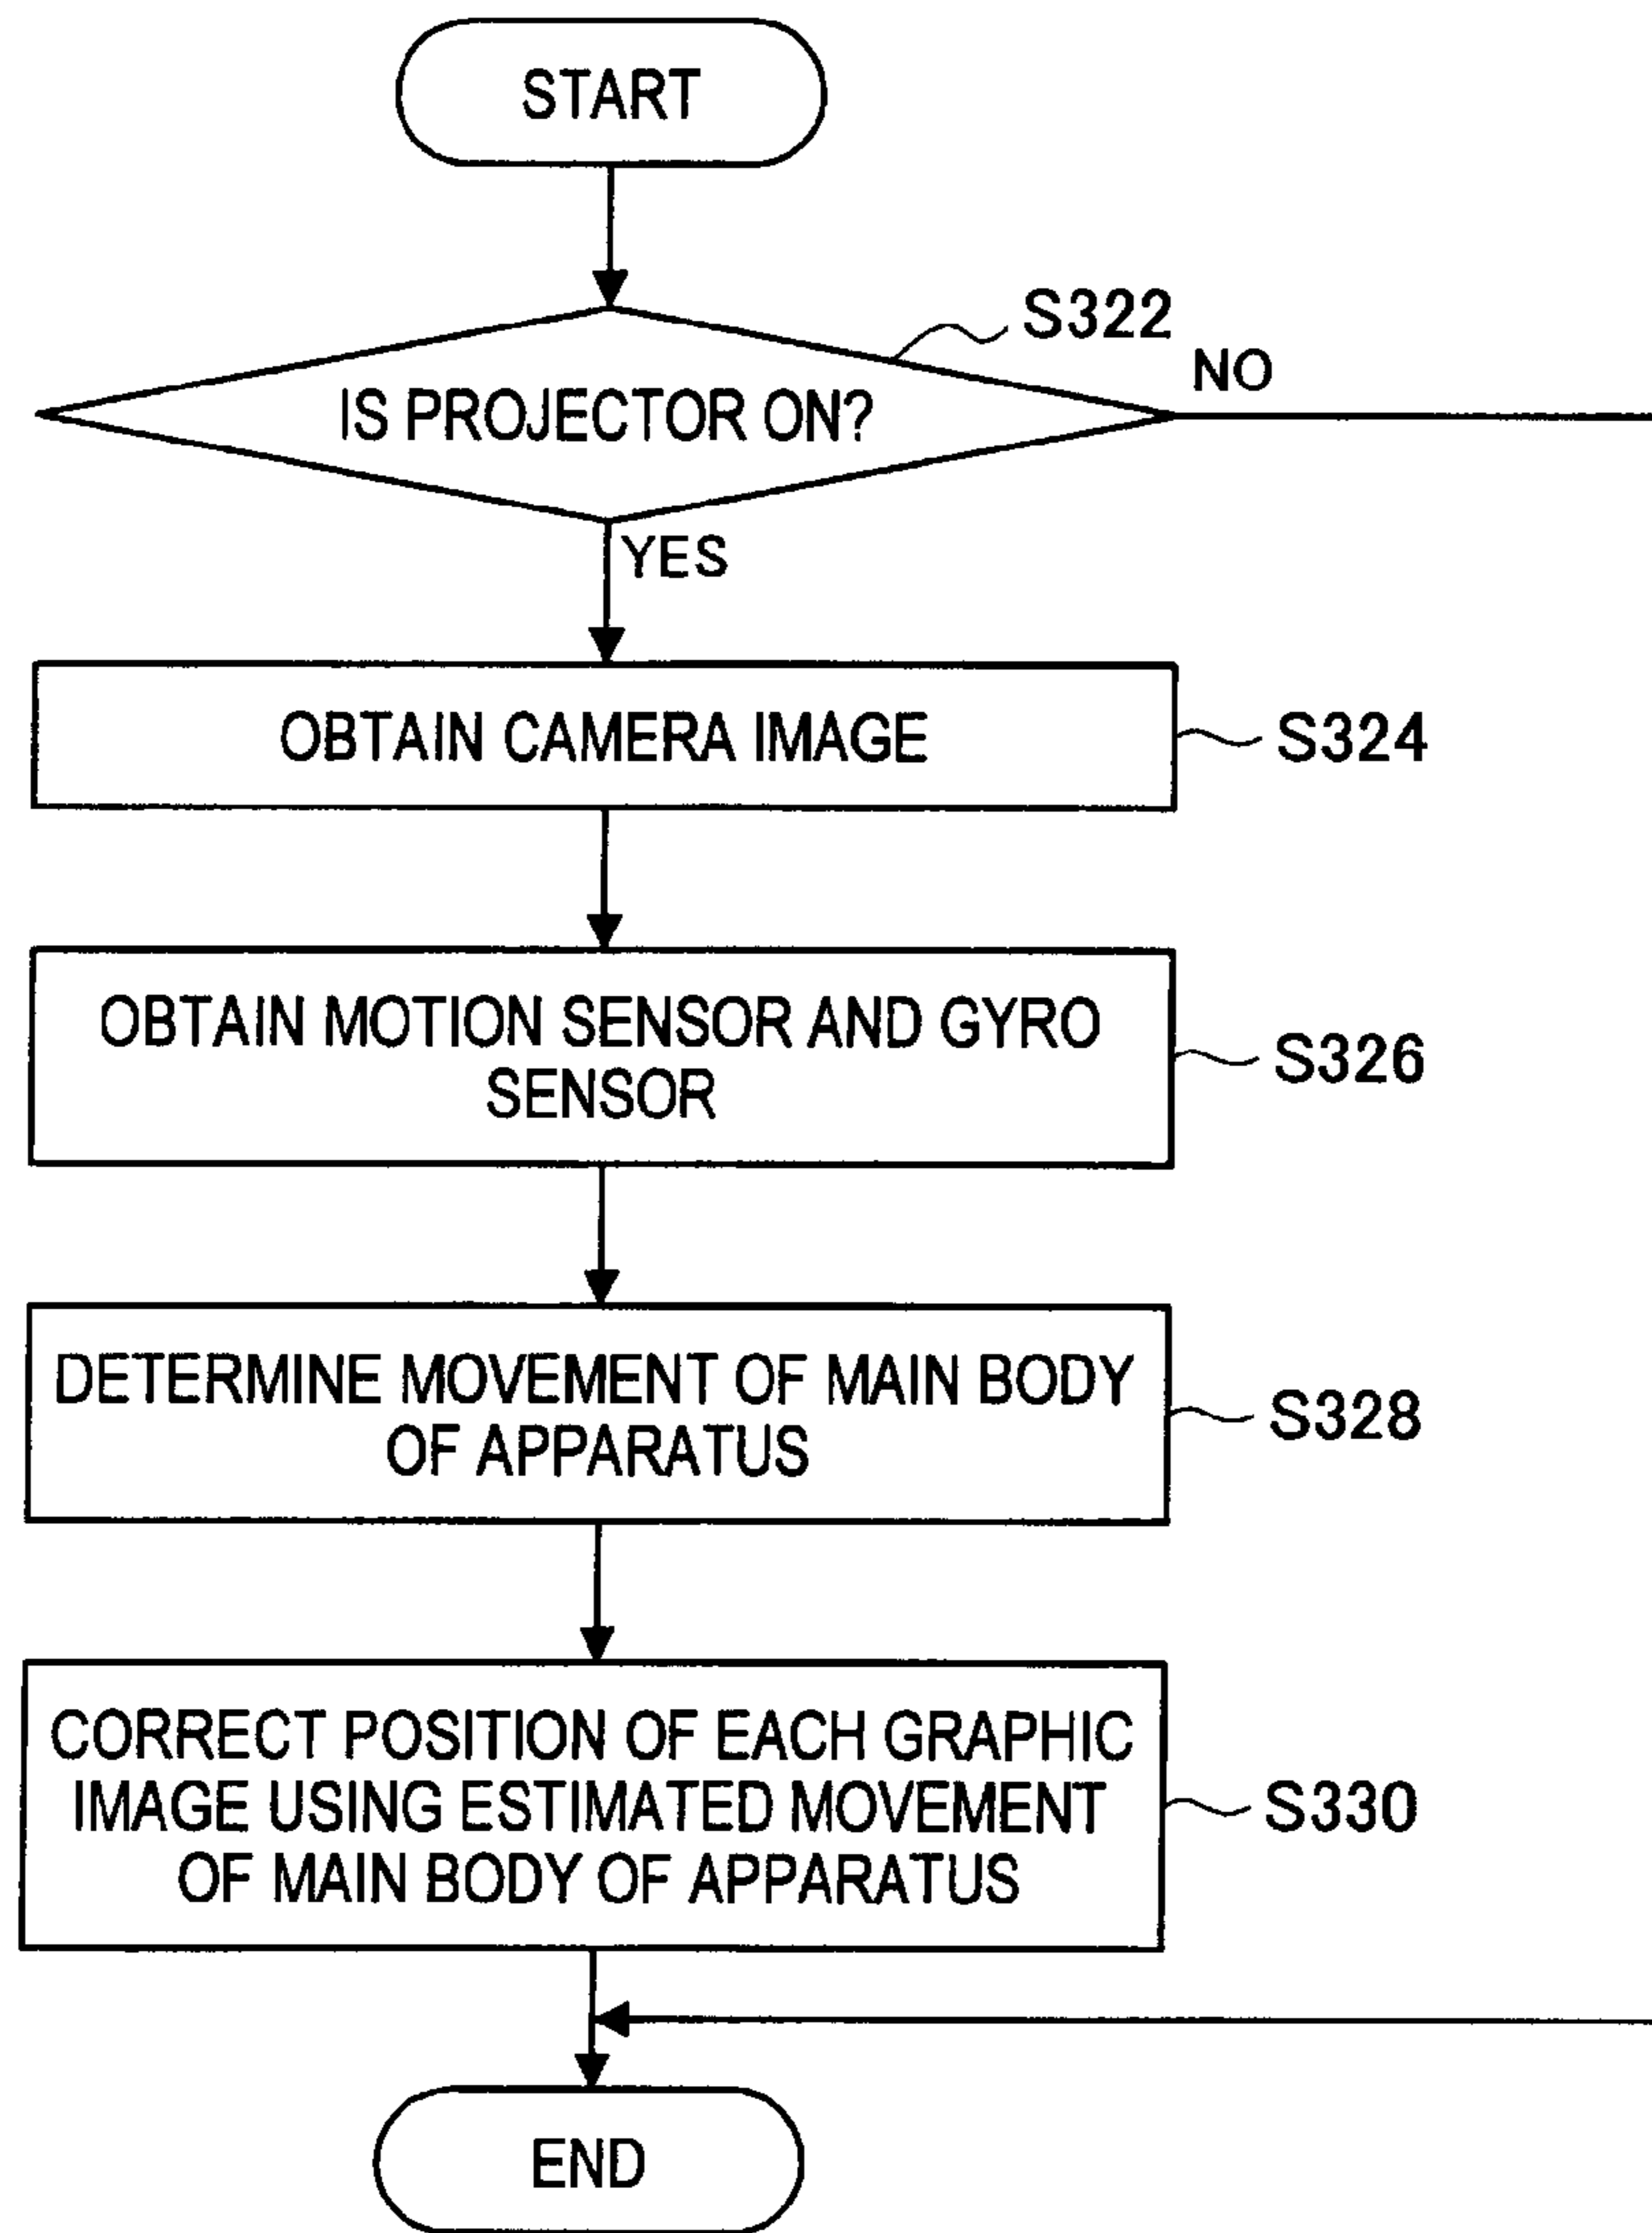 START
S322
NO
IS PROJECTOR ON?
YES
OBTAIN CAMERA IMAGE
S324
OBTAIN MOTION SENSOR AND GYRO
SENSOR
S326
DETERMINE MOVEMENT OF MAIN BODY
OF APPARATUS
S328
CORRECT POSITION OF EACH GRAPHIC
IMAGE USING ESTIMATED MOVEMENT
OF MAIN BODY OF APPARATUS
S330
END